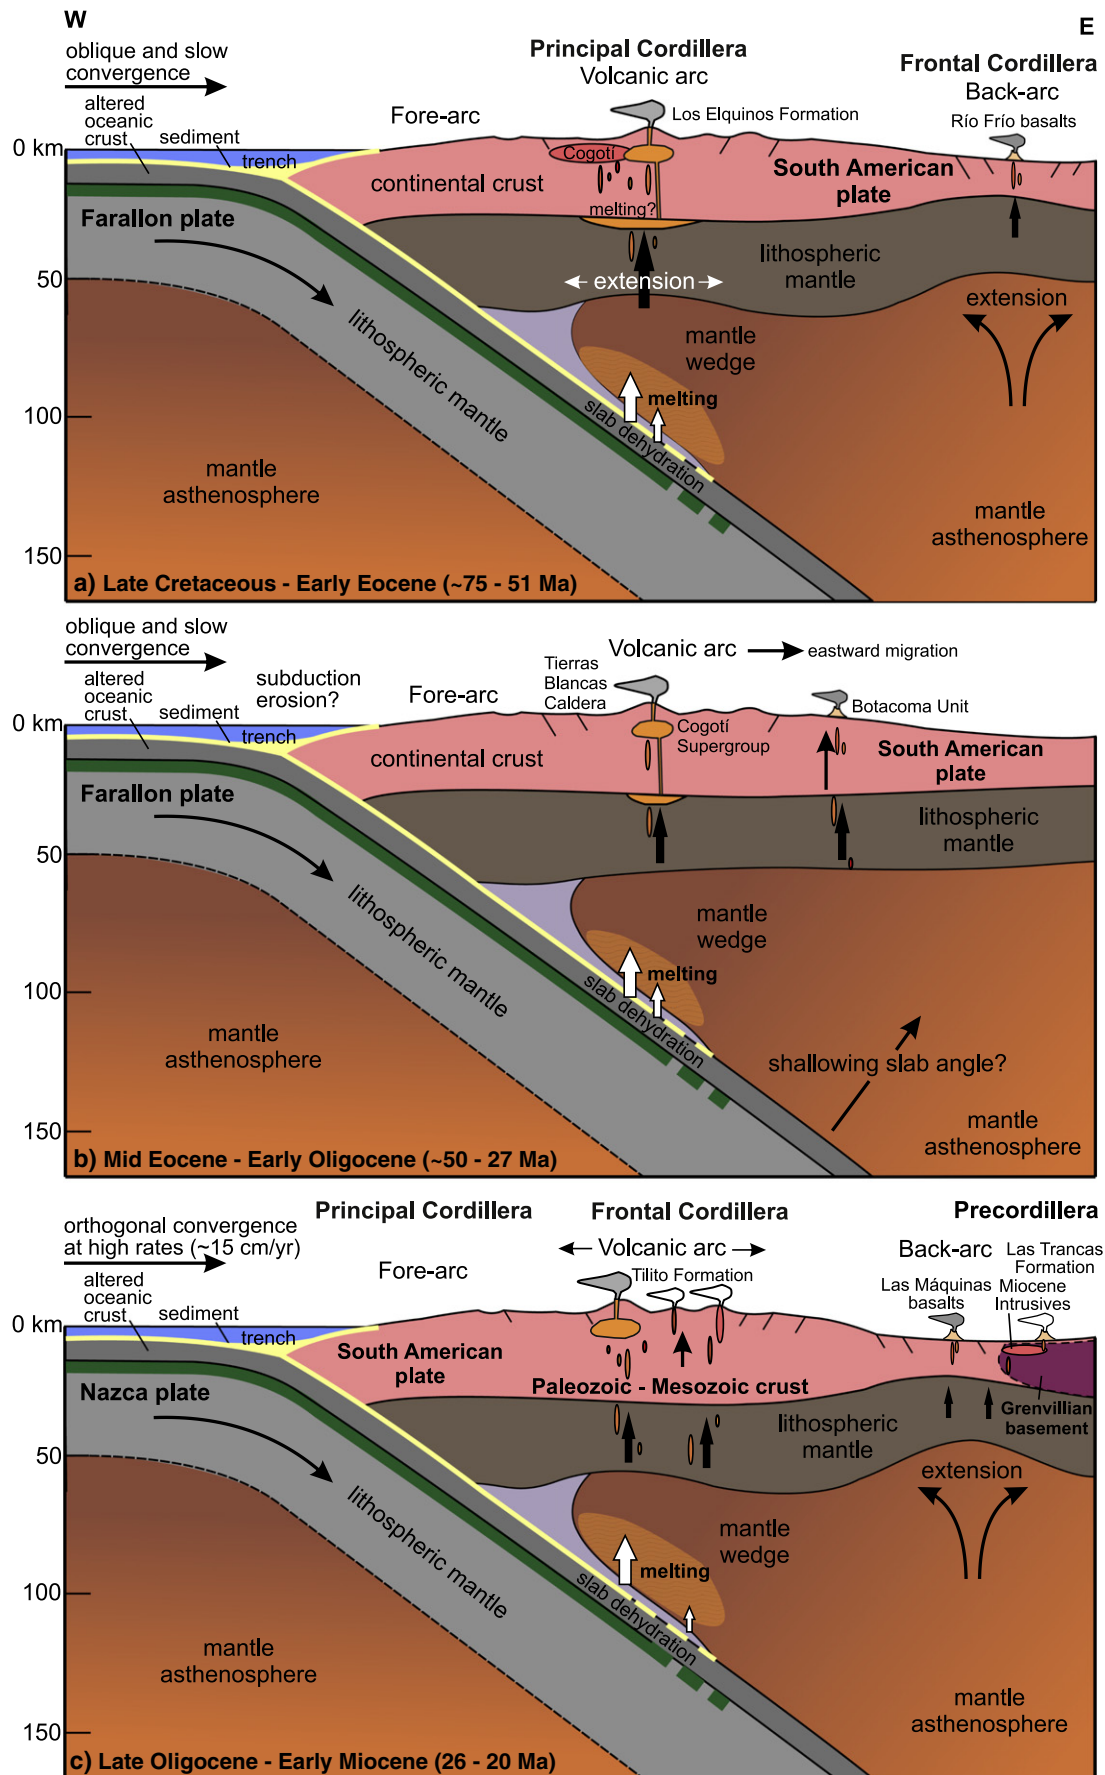 W
E
oblique and slow
convergence
Principal Cordillera
Volcanic arc
Frontal Cordillera
Back-arc
altered
oceanic
crust
sediment
trench
Fore-arc
Los Elquinos Formation
Río Frío basalts
0 km
Cogotí
continental crust
South American
plate
melting?
Farallon plate
lithospheric
mantle
50
extension
extension
lithospheric mantle
mantle
wedge
melting
100
slab dehydration
mantle
asthenosphere
mantle
asthenosphere
150
a) Late Cretaceous - Early Eocene (~75 - 51 Ma)
oblique and slow
convergence
Volcanic arc
eastward migration
altered
oceanic
crust
sediment
subduction
erosion?
trench
Fore-arc
Tierras
Blancas
Caldera
Botacoma Unit
0 km
Cogotí
Supergroup
continental crust
South American
plate
Farallon plate
lithospheric
mantle
50
lithospheric mantle
mantle
wedge
melting
100
slab dehydration
mantle
asthenosphere
shallowing slab angle?
mantle
asthenosphere
150
b) Mid Eocene - Early Oligocene (~50 - 27 Ma)
Principal Cordillera
Frontal Cordillera
Precordillera
orthogonal convergence
at high rates (~15 cm/yr)
Volcanic arc
Back-arc
Las Trancas
Formation
altered
oceanic
crust
sediment
trench
Fore-arc
Tilito Formation
Las Máquinas
basalts
Miocene
Intrusives
0 km
South American
plate
Nazca plate
Paleozoic - Mesozoic crust
Grenvillian
basement
lithospheric
mantle
50
extension
lithospheric mantle
mantle
wedge
melting
100
slab dehydration
mantle
asthenosphere
mantle
asthenosphere
150
c) Late Oligocene - Early Miocene (26 - 20 Ma)